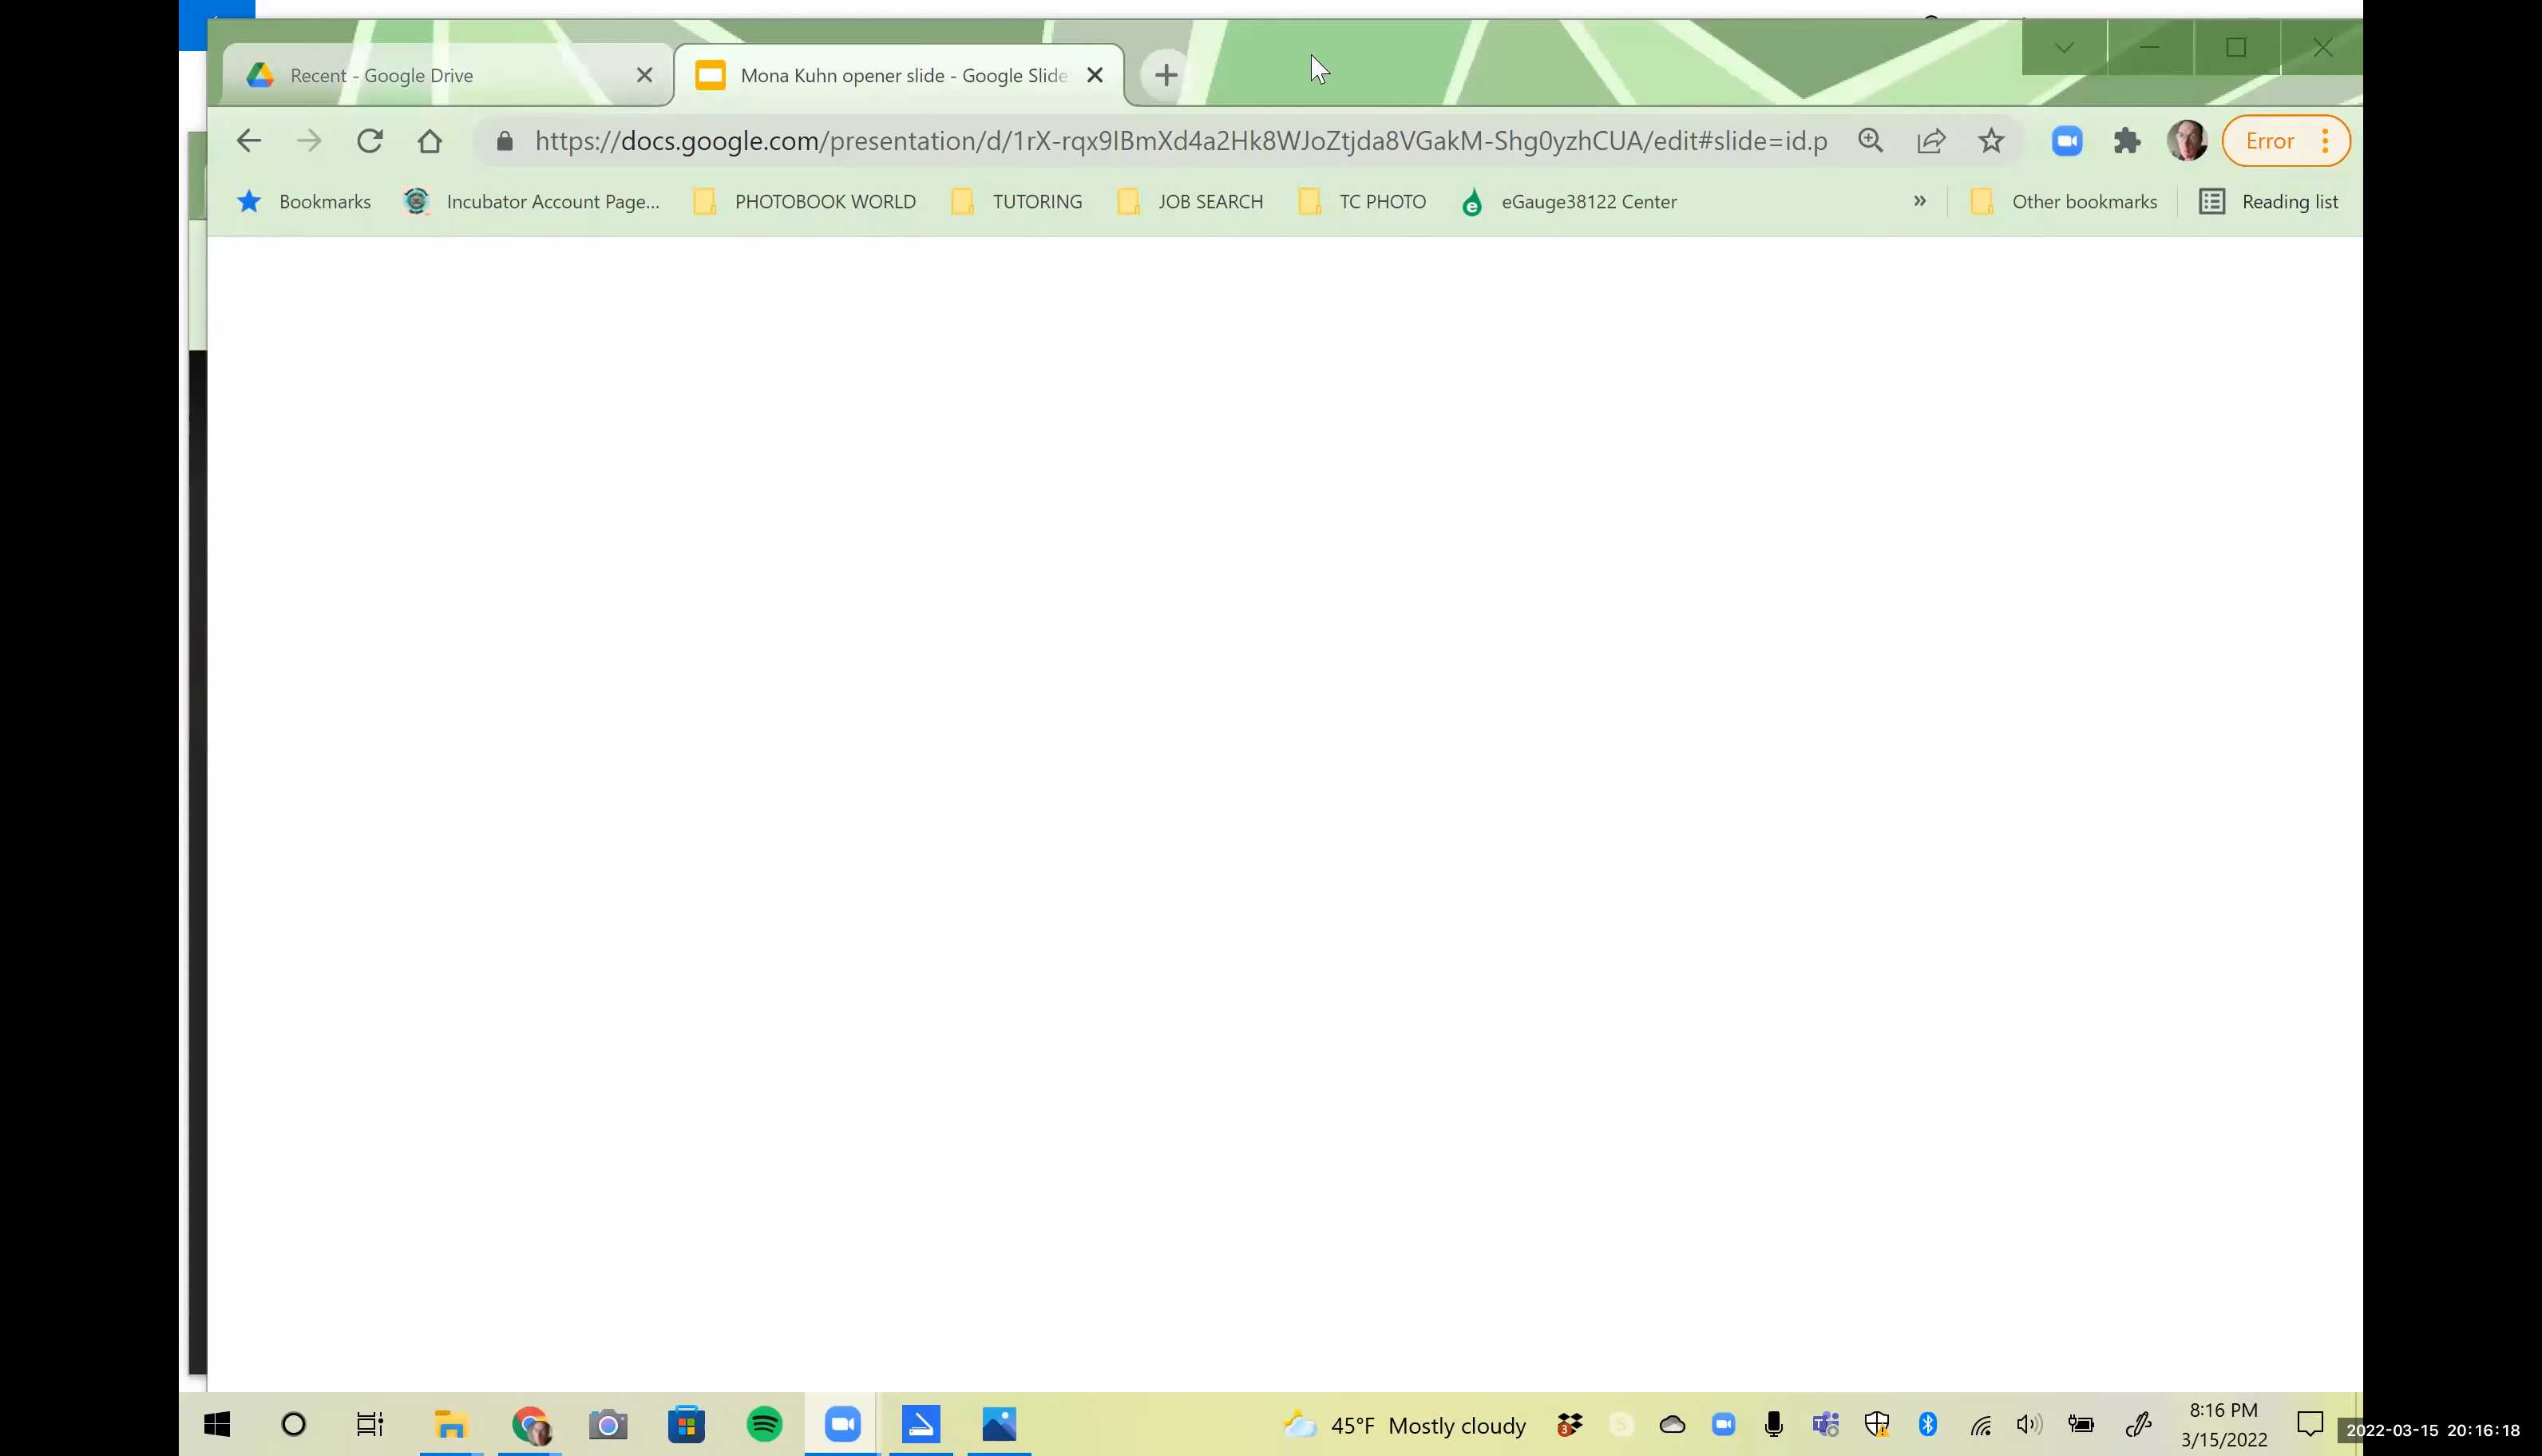 Recent - Google Drive
Mona Kuhn opener slide - Google Slide
https://docs.google.com/presentation/d/1rX-rqx9IBmXd4a2Hk8WJoZtjda8VGakM-Shg0yzhCUA/edit#slide=id.p
Error
Bookmarks
Incubator Account Page...
PHOTOBOOK WORLD
TUTORING
JOB SEARCH
TC PHOTO
eGauge38122 Center
»
Other bookmarks
Reading list
45°F Mostly cloudy
8:16 PM
3/15/2022
2022-03-15 20:16:18